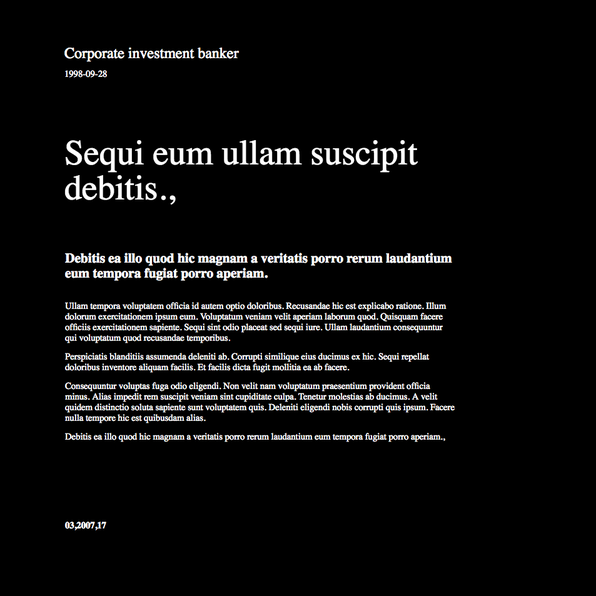 Corporate investment banker
1998-09-28
Sequi eum ullam suscipit
debitis.,
Debitis ea illo quod hic magnam a veritatis porro rerum laudantium
eum tempora fugiat porro aperiam.
Ullam tempora voluptatem officia id autem optio doloribus. Recusandae hic est explicabo ratione. Illum
dolorum exercitationem ipsum eum. Voluptatum veniam velit aperiam laborum quod. Quisquam facere
officiis exercitationem sapiente. Sequi sint odio placeat sed sequi iure. Ullam laudantium consequuntur
qui voluptatum quod recusandae temporibus.
Perspiciatis blanditiis assumenda deleniti ab. Corrupti similique eius ducimus ex hic. Sequi repellat
doloribus inventore aliquam facilis. Et facilis dicta fugit mollitia ea ab facere.
Consequuntur voluptas fuga odio eligendi. Non velit nam voluptatum praesentium provident officia
minus. Alias impedit rem suscipit veniam sint cupiditate culpa. Tenetur molestias ab ducimus. A velit
quidem distinctio soluta sapiente sunt voluptatem quis. Deleniti eligendi nobis corrupti quis ipsum. Facere
nulla tempore hic est quibusdam alias.
Debitis ea illo quod hic magnam a veritatis porro rerum laudantium eum tempora fugiat porro aperiam.,
03,2007,17